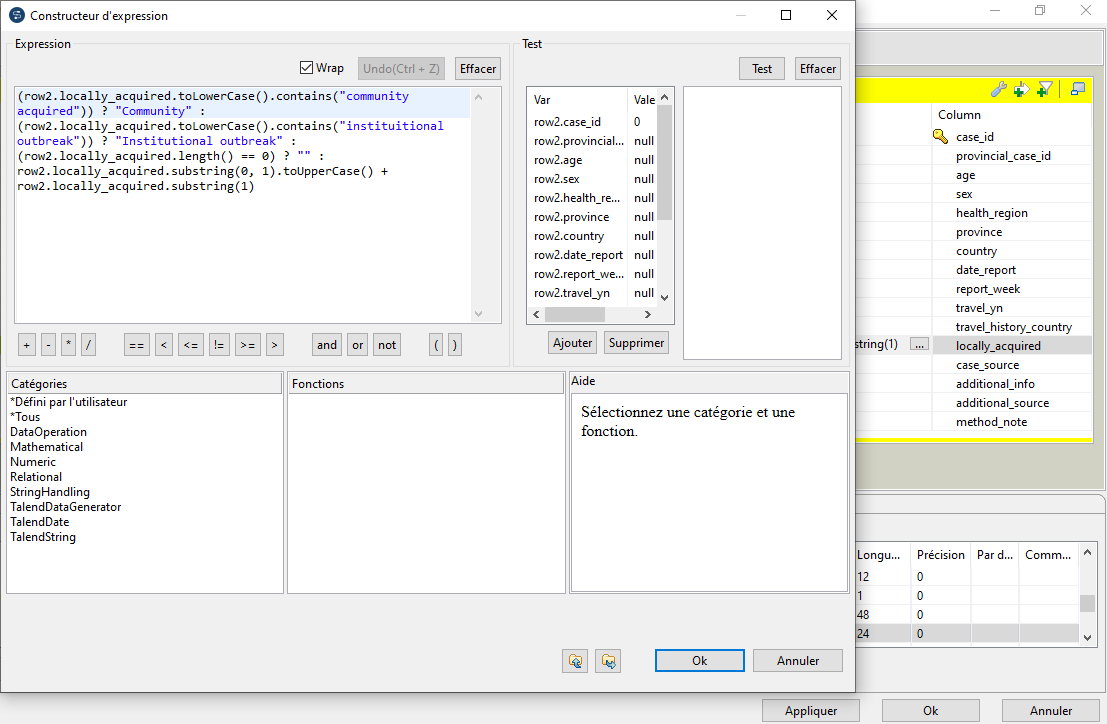 Constructeur d'expression
Expression
Wrap
Undo(Ctrl + Z)
Effacer
(row2.locally_acquired.toLowerCase().contains("community
acquired")) ? "Community" :
(row2.locally_acquired.toLowerCase().contains("instituitional
outbreak")) ? "Institutional outbreak" :
(row2.locally_acquired.length() == 0) ? "" :
row2.locally_acquired.substring(0, 1).toUpperCase() +
row2.locally_acquired.substring(1)
+ - * / == < <= != >= > and or not ( )
Test
Test
Effacer
Var Vale
row2.case_id 0
row2.provincial... null
row2.age null
row2.sex null
row2.health_re... null
row2.province null
row2.country null
row2.date_report null
row2.report_we... null
row2.travel_yn null
Ajouter
Supprimer
Catégories
*Défini par l'utilisateur
*Tous
DataOperation
Mathematical
Numeric
Relational
StringHandling
TalendDataGenerator
TalendDate
TalendString
Fonctions
Aide
Sélectionnez une catégorie et une
fonction.
Ok
Annuler
Column
case_id
provincial_case_id
age
sex
health_region
province
country
date_report
report_week
travel_yn
travel_history_country
string(1) ... locally_acquired
case_source
additional_info
additional_source
method_note
Longu... Précision Par d... Comm...
12 0
1 0
48 0
24 0
Appliquer
Ok
Annuler